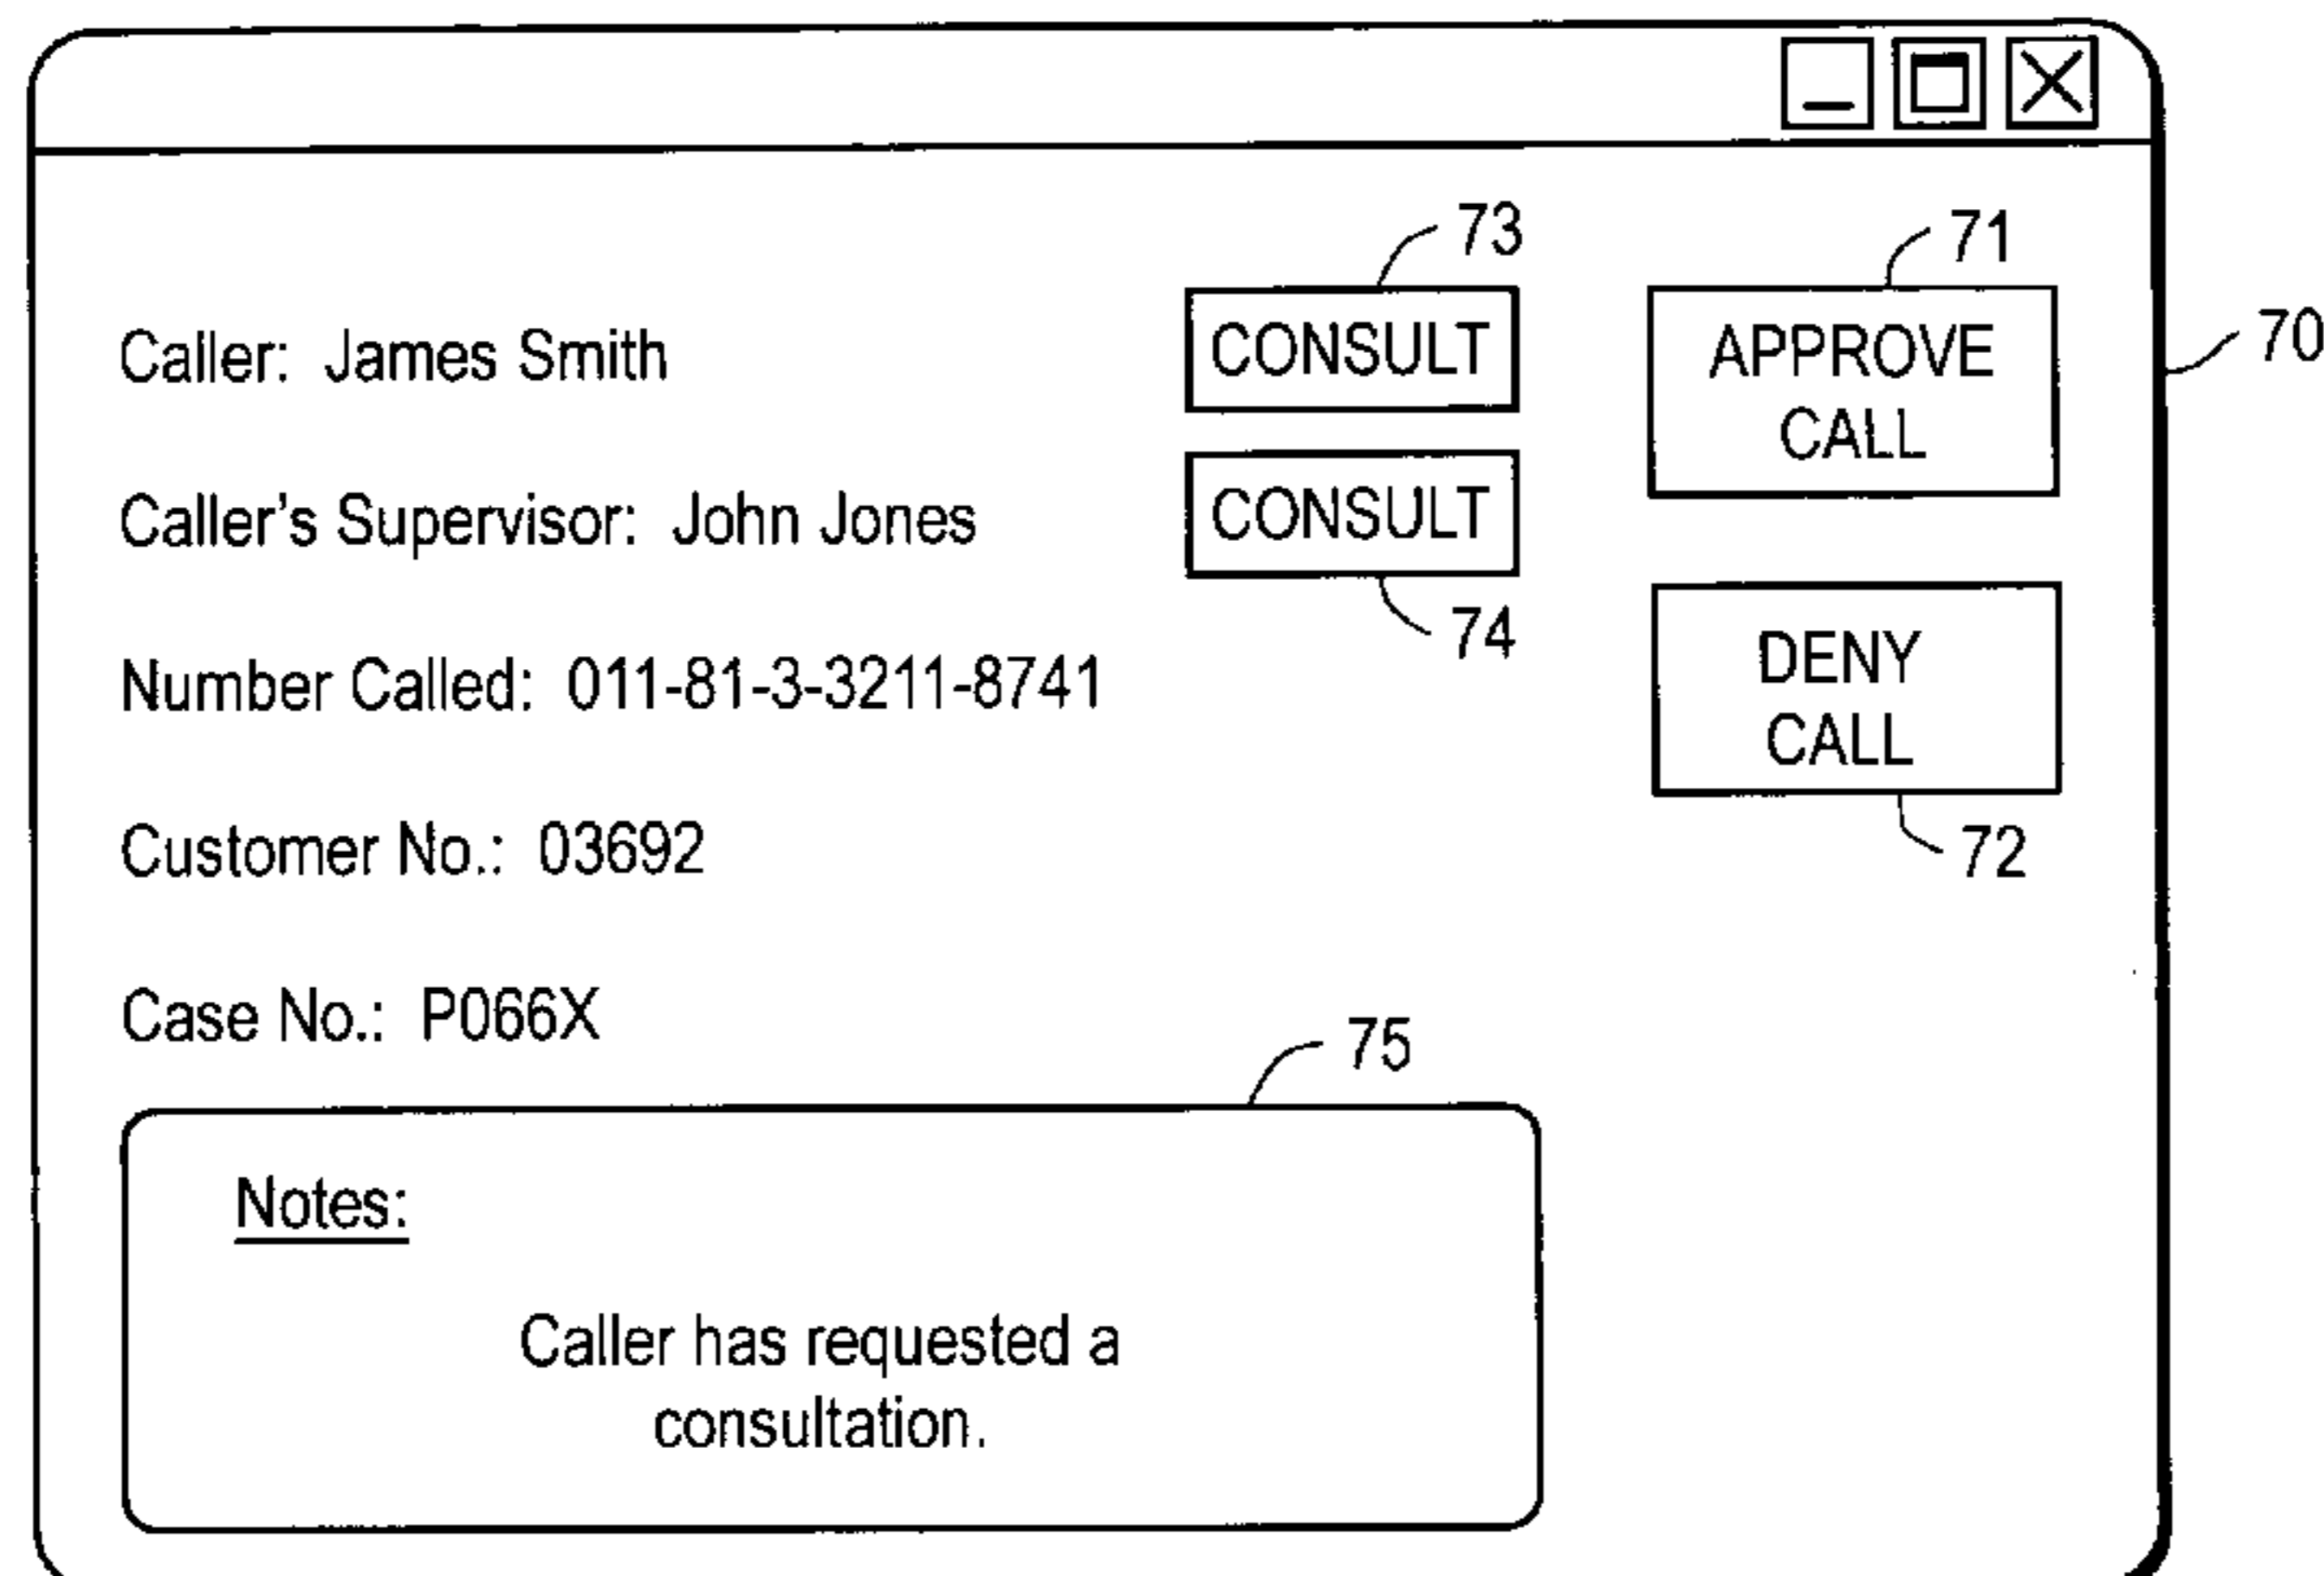 73
71
Caller: James Smith
CONSULT
APPROVE
CALL
70
Caller's Supervisor: John Jones
CONSULT
74
Number Called: 011-81-3-3211-8741
DENY
CALL
72
Customer No.: 03692
Case No.: P066X
75
Notes:
Caller has requested a
consultation.